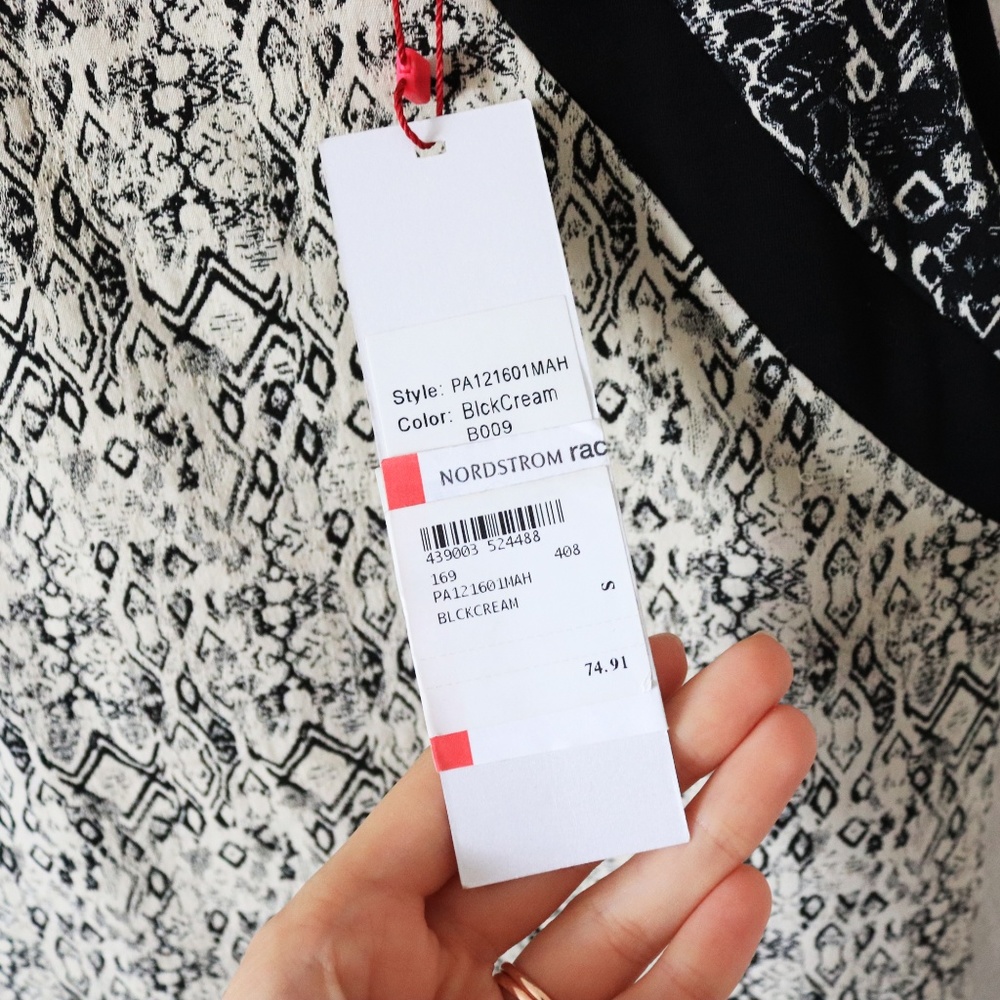 Style: PA121601MAH
Color: BlckCream
B009
NORDSTROM rac
439003 524488
408
169
PA121601MAH
S
BLCKCREAM
74.91